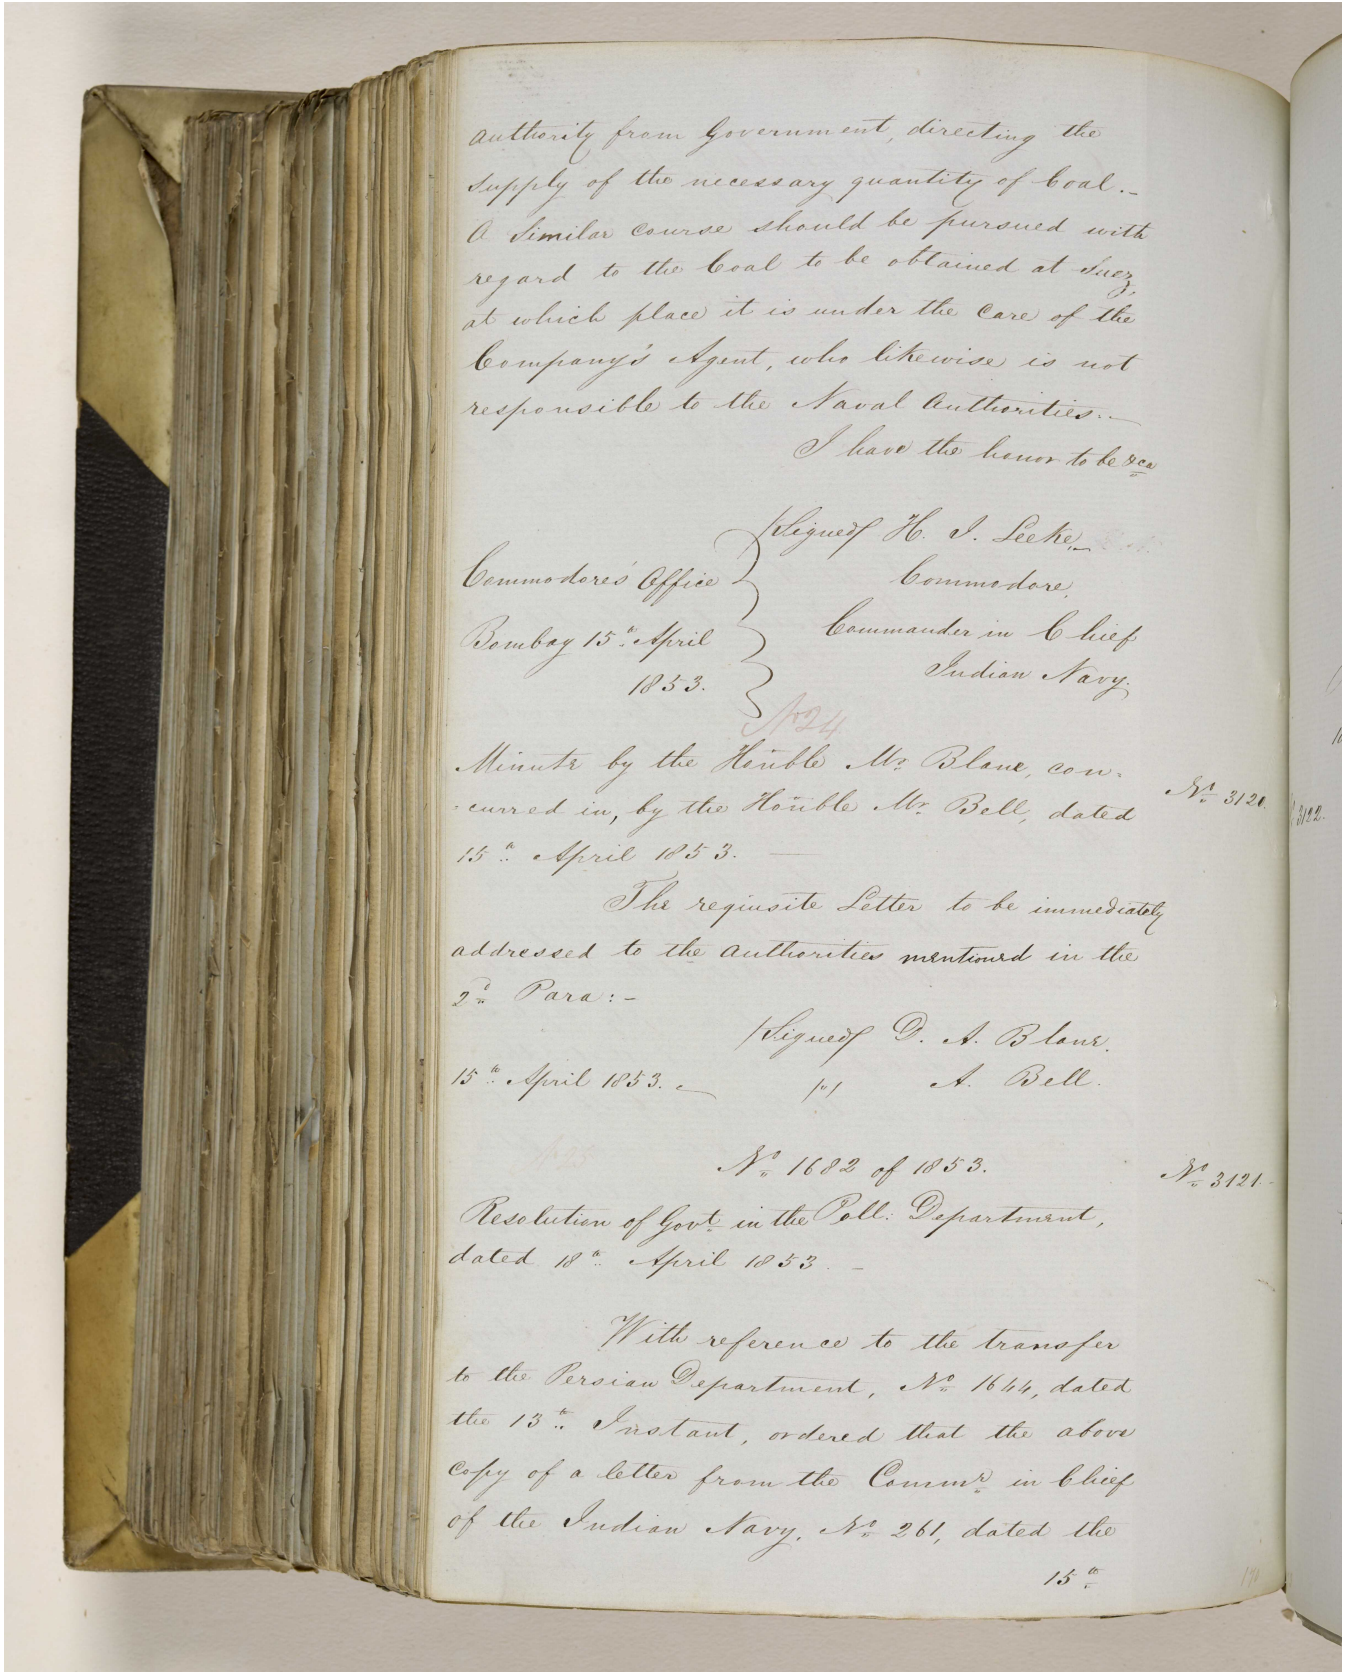 authority from Government, directing the
supply of the necessary quantity of Coal._
A Similar course should be pursued with
regard to the Coal to be obtained at Suez,
at which place it is under the Care of the
Company's Agent, who likewise is not
responsible to the Naval Authorities._
I have the honor to be &ca
(Signed) H. J. Leeke,
Commodore's Office
Commodore,
Commander in Chief
Bombay 15th April
Indian Navy.
1853.
No 24
Minute by the Honble Mr. Blane, con=
=curred in, by the Honble Mr. Bell, dated
No 3120.
15th April 1853. —
3122.
The requisite Letter to be immediately
addressed to the Authorities mentioned in the
2d Para:-
(Signed) D. A. Blane.
15th April 1853. (") A. Bell.
No 1682 of 1853.
No 3121.
Resolution of Govt in the Poll: Department,
dated 18th April 1853. _
With reference to the transfer
to the Persian Department, No 1644, dated
the 13th Instant, ordered that the above
copy of a letter from the Commr in Chief
of the Indian Navy, No 261, dated the
15th